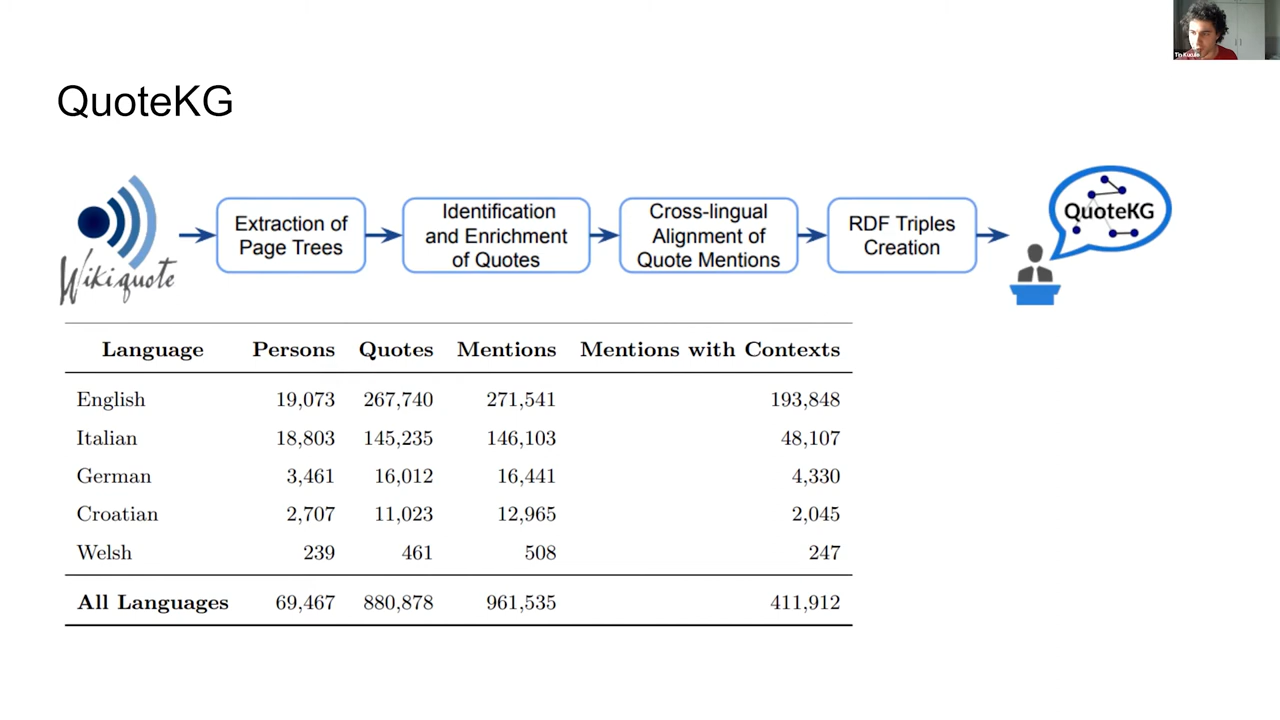 QuoteKG
Wikiquote
Extraction of
Page Trees
Identification
and Enrichment
of Quotes
Cross-lingual
Alignment of
Quote Mentions
RDF Triples
Creation
QuoteKG
Language Persons Quotes Mentions Mentions with Contexts
English 19,073 267,740 271,541 193,848
Italian 18,803 145,235 146,103 48,107
German 3,461 16,012 16,441 4,330
Croatian 2,707 11,023 12,965 2,045
Welsh 239 461 508 247
All Languages 69,467 880,878 961,535 411,912